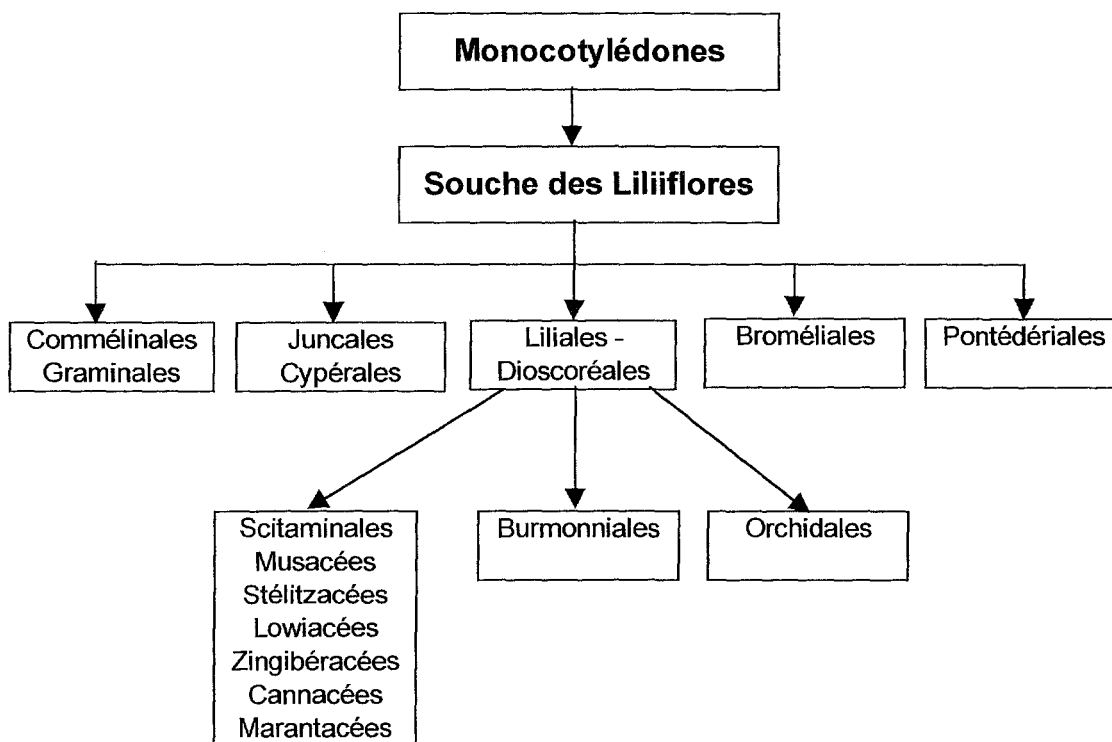 Monocotylédones
Souche des Liliiflores
Commélinales
Graminales
Juncales
Cypérales
Liliales -
Dioscoréales
Broméliales
Pontédériales
Scitaminales
Musacées
Stélitzacées
Lowiacées
Zingibéracées
Cannacées
Marantacées
Burmonniales
Orchidales